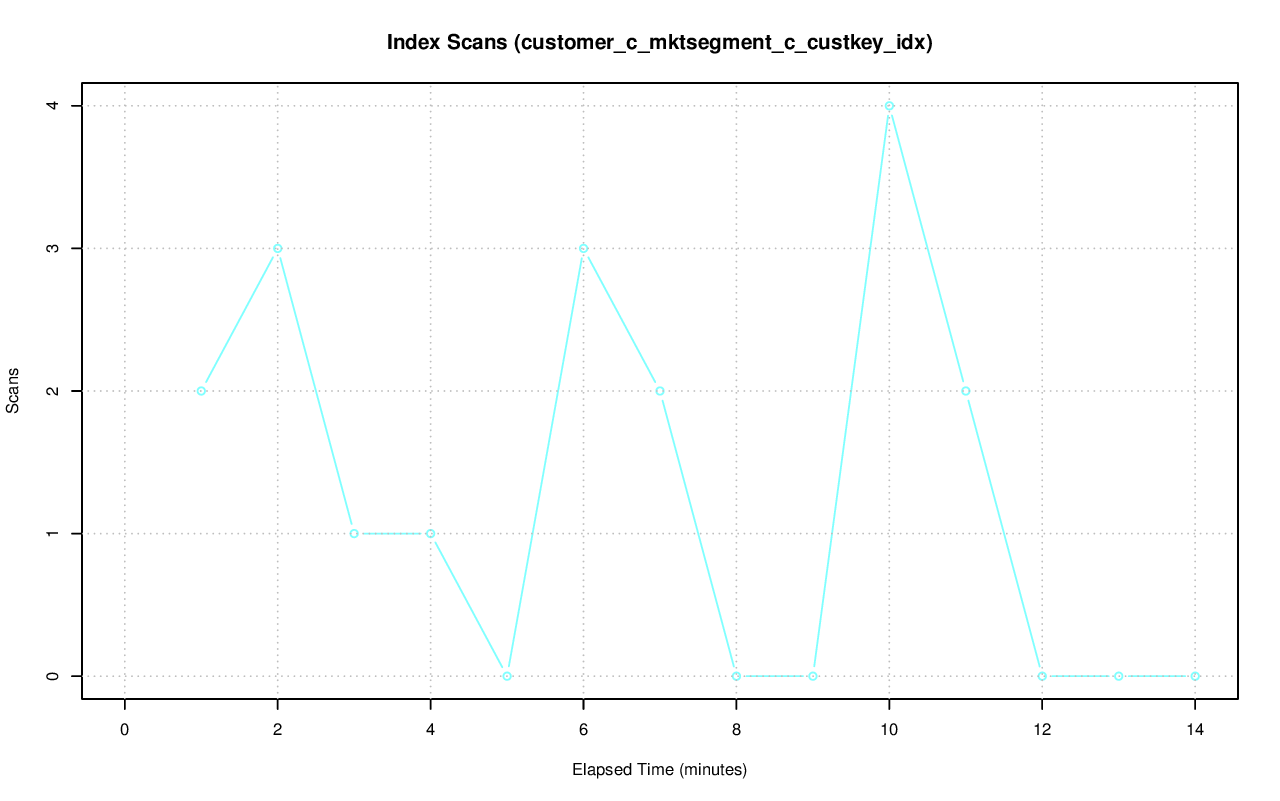 Index Scans (customer_c_mktsegment_c_custkey_idx)
4
3
2
1
0
Scans
0 2 4 6 8 10 12 14
Elapsed Time (minutes)